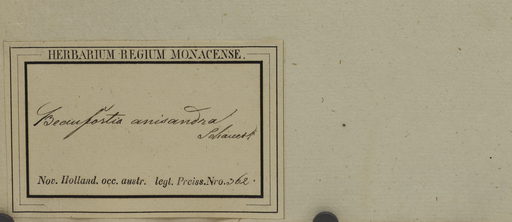 HERBARIUM REGIUM MONACENSE.
Beaufortia anisandra
Schauer
Nov. Holland. occ. austr. legt. Preiss. Nro. 362.